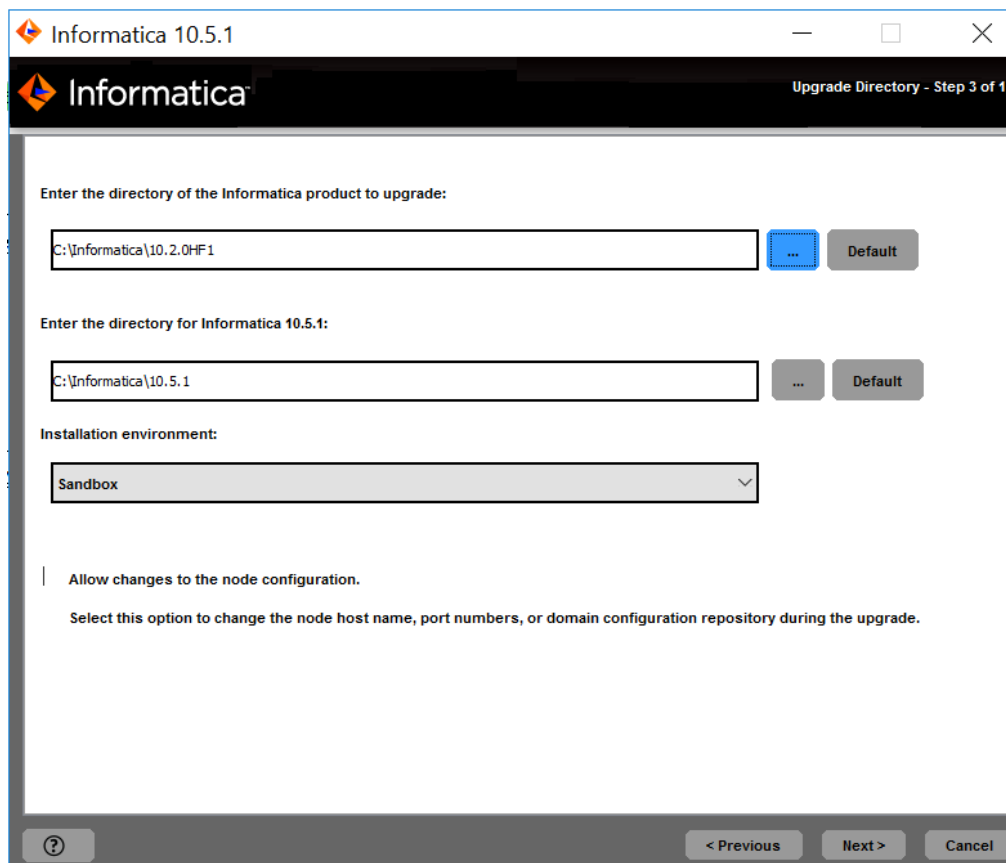 Informatica 10.5.1
Informatica
Upgrade Directory - Step 3 of 1
Enter the directory of the Informatica product to upgrade:
C:\Informatica\10.2.0HF1
...
Default
Enter the directory for Informatica 10.5.1:
C:\Informatica\10.5.1
...
Default
Installation environment:
Sandbox
Allow changes to the node configuration.
Select this option to change the node host name, port numbers, or domain configuration repository during the upgrade.
?
< Previous
Next >
Cancel